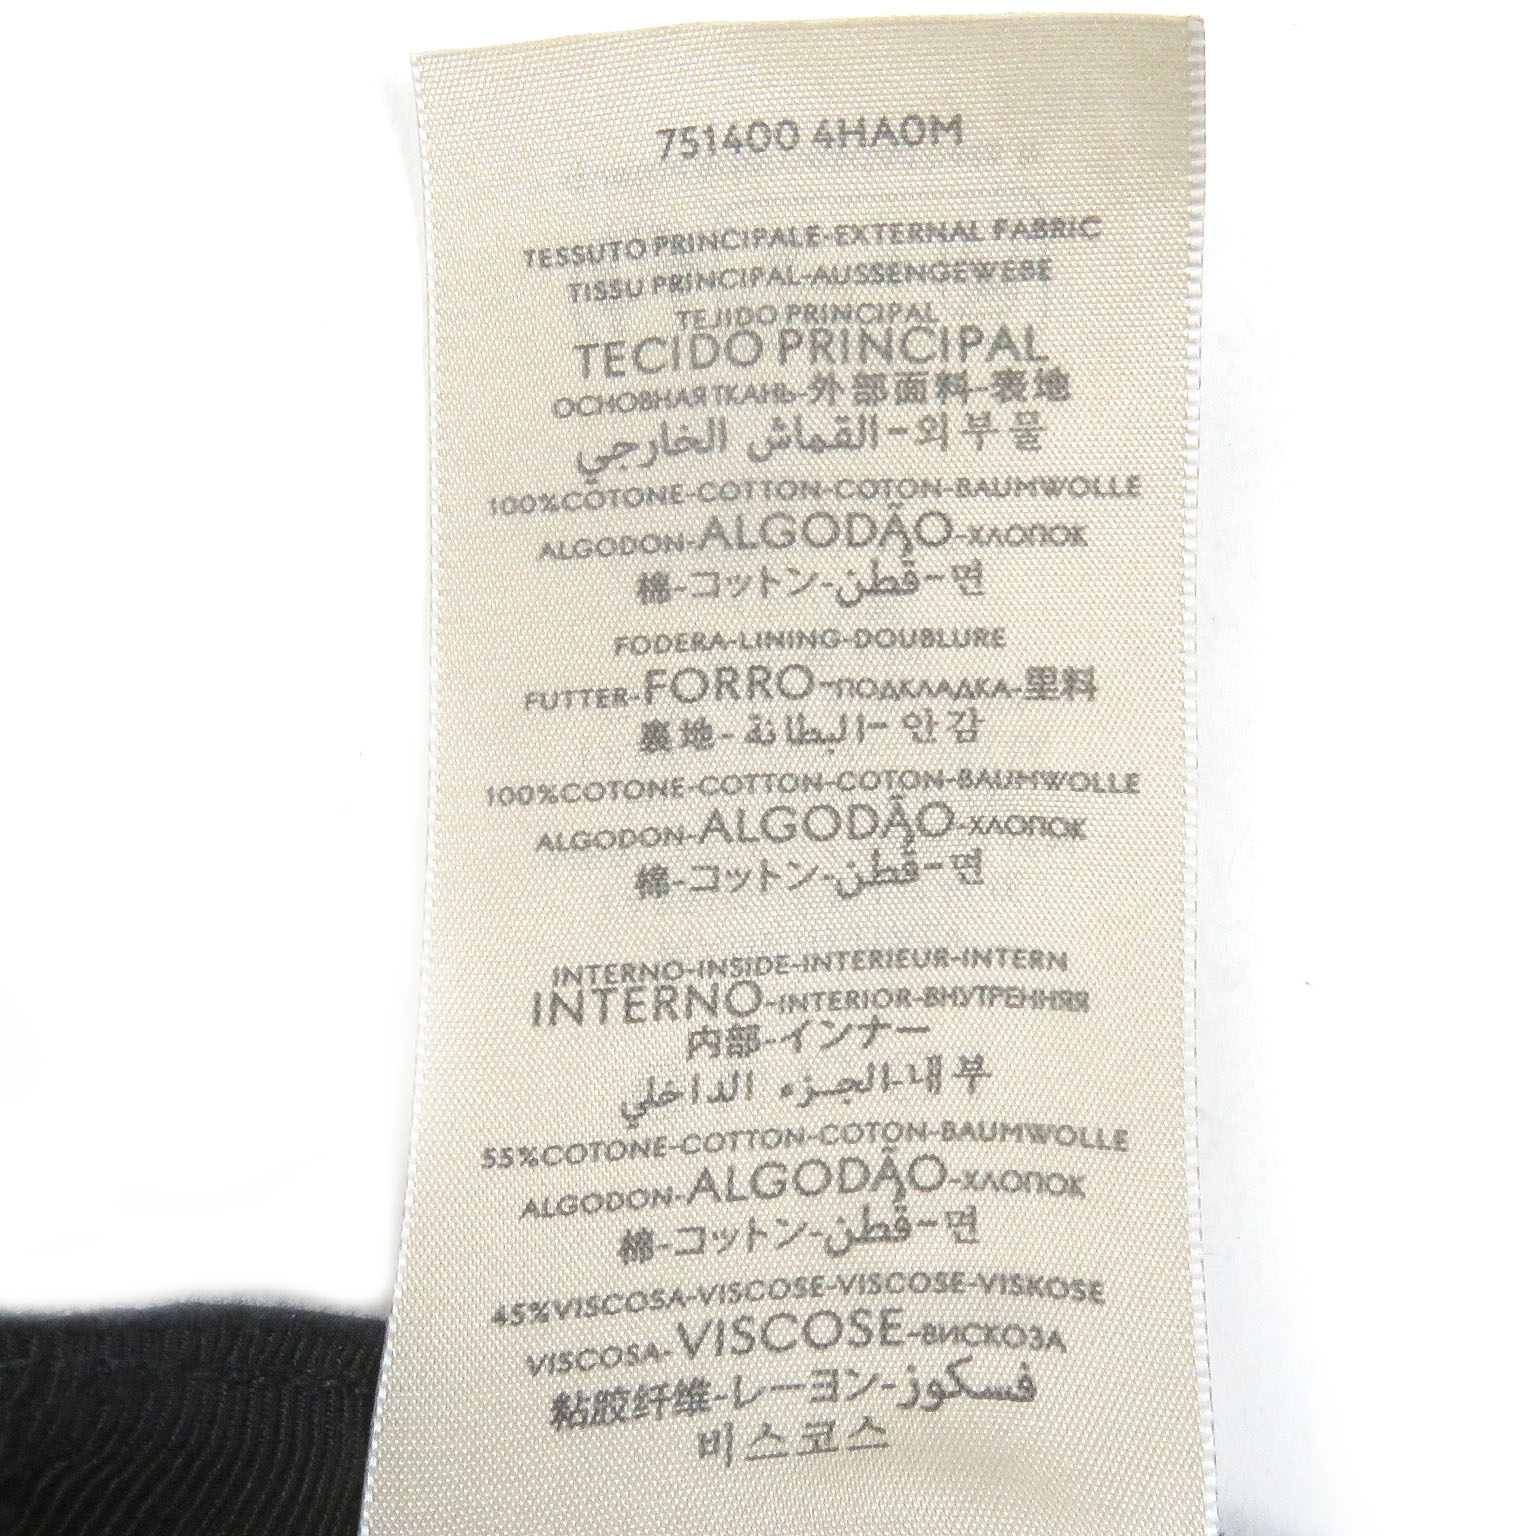 751400 4HA0M
TESSUTO PRINCIPALE-EXTERNAL FABRIC
TISSU PRINCIPAL-AUSSENGEWEBE
TEJIDO PRINCIPAL
TECIDO PRINCIPAL
ОСНОВНАЯ ТКАНЬ-外部面料-表地
القماش الخارجي-외부물
100%COTONE-COTTON-COTON-BAUMWOLLE
ALGODON-ALGODÃO-ХЛОПОК
棉-コットン-قطن-면
FODERA-LINING-DOUBLURE
FUTTER-FORRO-ПОДКЛАДКА-里料
裏地-البطانة-안감
100%COTONE-COTTON-COTON-BAUMWOLLE
ALGODON-ALGODÃO-ХЛОПОК
棉-コットン-قطن-면
INTERNO-INSIDE-INTERIEUR-INTERN
INTERNO-INTERIOR-ВНУТРЕННЯЯ
内部-インナー
الجزء الداخلي-내부
55%COTONE-COTTON-COTON-BAUMWOLLE
ALGODON-ALGODÃO-ХЛОПОК
棉-コットン-قطن-면
45%VISCOSA-VISCOSE-VISCOSE-VISKOSE
VISCOSA-VISCOSE-ВИСКОЗА
粘胶纤维-レーヨン-فسكوز
비스코스